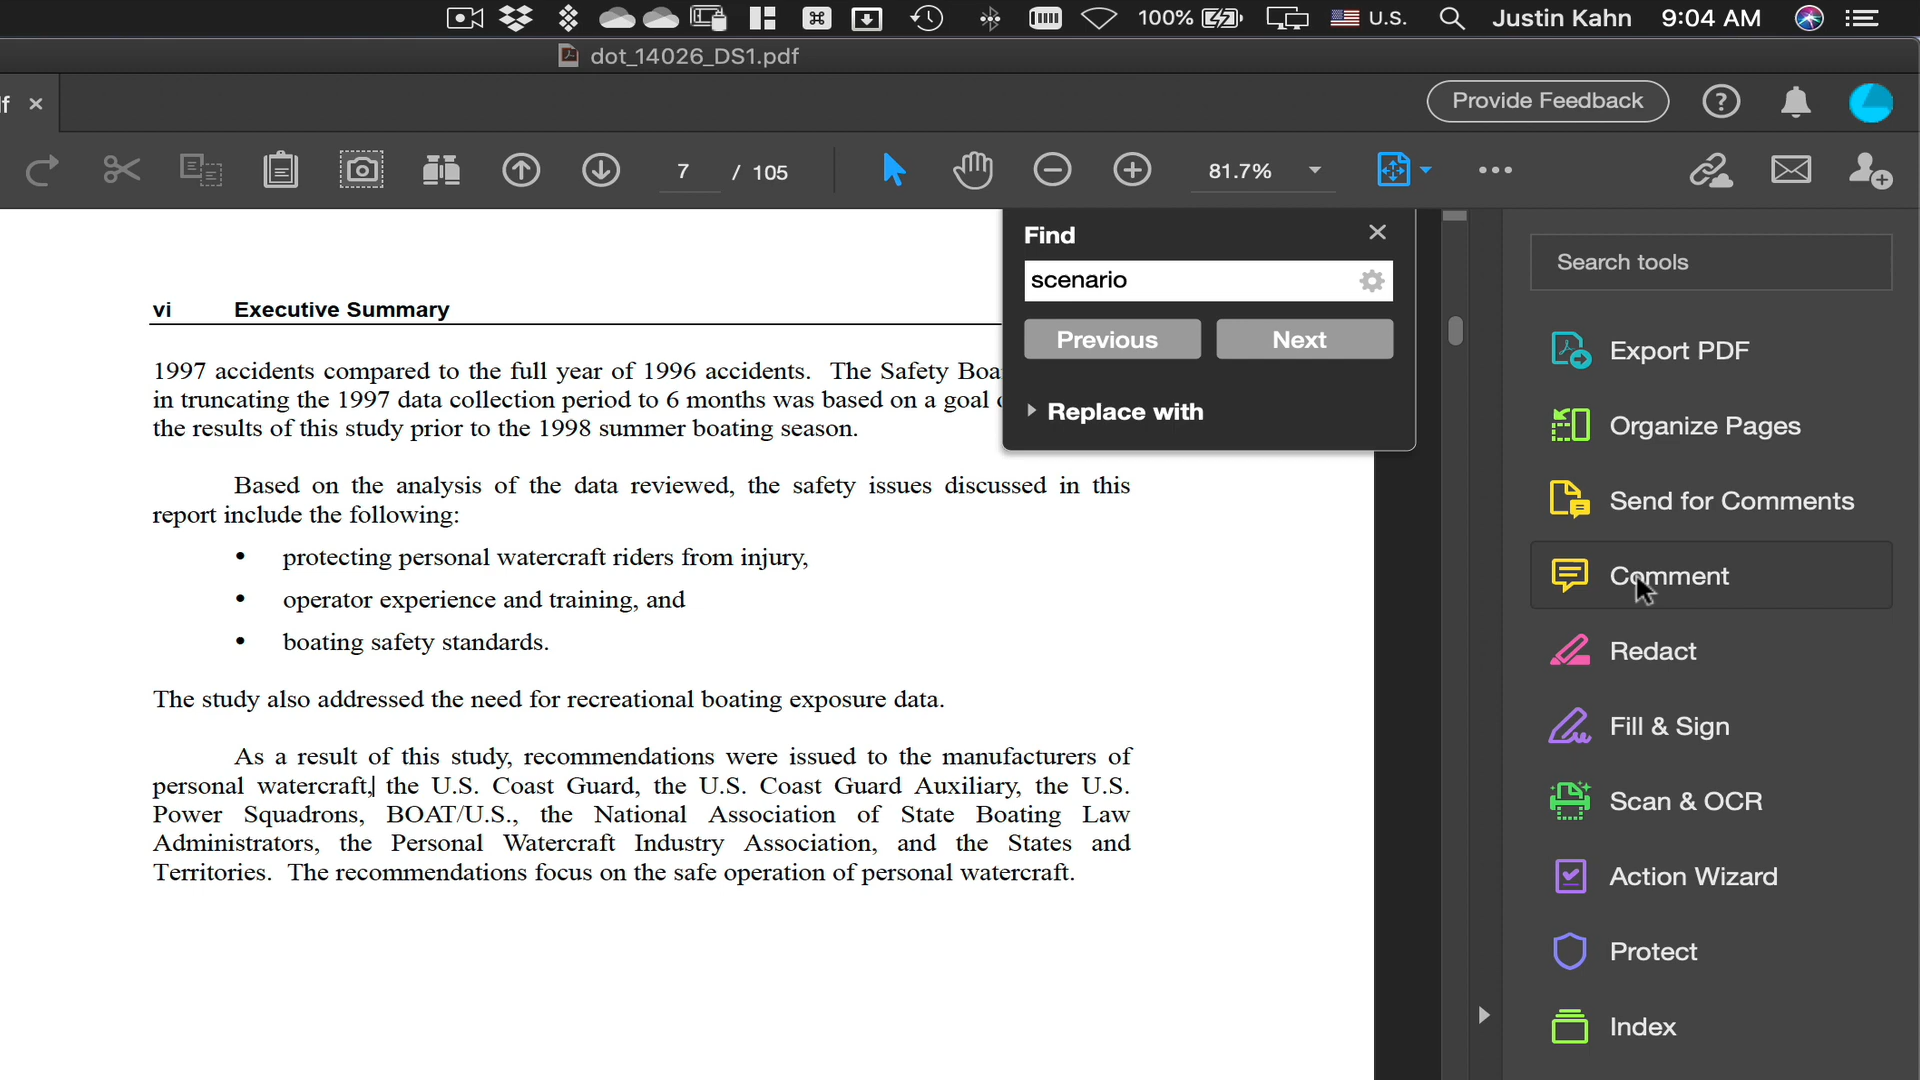 100%
U.S.
Justin Kahn
9:04 AM
dot_14026_DS1.pdf
Provide Feedback
7 / 105
81.7%
Find
scenario
Previous
Next
Replace with
vi Executive Summary
1997 accidents compared to the full year of 1996 accidents. The Safety Boa
in truncating the 1997 data collection period to 6 months was based on a goal
the results of this study prior to the 1998 summer boating season.
Based on the analysis of the data reviewed, the safety issues discussed in this
report include the following:
• protecting personal watercraft riders from injury,
• operator experience and training, and
• boating safety standards.
The study also addressed the need for recreational boating exposure data.
As a result of this study, recommendations were issued to the manufacturers of
personal watercraft, the U.S. Coast Guard, the U.S. Coast Guard Auxiliary, the U.S.
Power Squadrons, BOAT/U.S., the National Association of State Boating Law
Administrators, the Personal Watercraft Industry Association, and the States and
Territories. The recommendations focus on the safe operation of personal watercraft.
Search tools
Export PDF
Organize Pages
Send for Comments
Comment
Redact
Fill & Sign
Scan & OCR
Action Wizard
Protect
Index